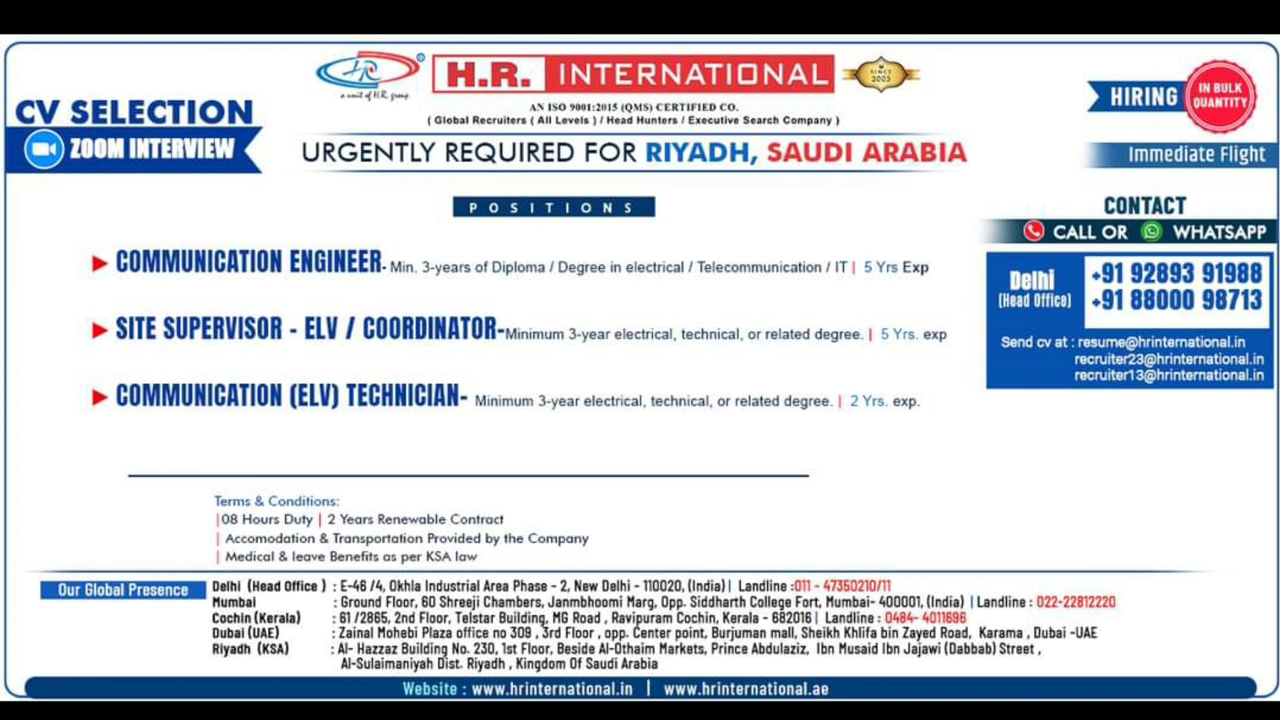 HR
a unit of H.R. group
H.R. INTERNATIONAL
SINCE
2005
AN ISO 9001:2015 (QMS) CERTIFIED CO.
( Global Recruiters ( All Levels ) / Head Hunters / Executive Search Company )
CV SELECTION
ZOOM INTERVIEW
HIRING
IN BULK
QUANTITY
Immediate Flight
URGENTLY REQUIRED FOR RIYADH, SAUDI ARABIA
POSITIONS
COMMUNICATION ENGINEER- Min. 3-years of Diploma / Degree in electrical / Telecommunication / IT | 5 Yrs Exp
SITE SUPERVISOR - ELV / COORDINATOR-Minimum 3-year electrical, technical, or related degree. | 5 Yrs. exp
COMMUNICATION (ELV) TECHNICIAN- Minimum 3-year electrical, technical, or related degree. | 2 Yrs. exp.
CONTACT
CALL OR WHATSAPP
Delhi
(Head Office)
+91 92893 91988
+91 88000 98713
Send cv at : resume@hrinternational.in
recruiter23@hrinternational.in
recruiter13@hrinternational.in
Terms & Conditions:
|08 Hours Duty | 2 Years Renewable Contract
| Accomodation & Transportation Provided by the Company
| Medical & leave Benefits as per KSA law
Our Global Presence
Delhi (Head Office ) : E-46 /4, Okhla Industrial Area Phase - 2, New Delhi - 110020, (India) | Landline :011 - 47350210/11
Mumbai : Ground Floor, 60 Shreeji Chambers, Janmbhoomi Marg, Opp. Siddharth College Fort, Mumbai- 400001, (India) | Landline : 022-22812220
Cochin (Kerala) : 61 /2865, 2nd Floor, Telstar Building, MG Road , Ravipuram Cochin, Kerala - 682016 | Landline : 0484- 4011696
Dubai (UAE) : Zainal Mohebi Plaza office no 309 , 3rd Floor , opp. Center point, Burjuman mall, Sheikh Khlifa bin Zayed Road, Karama , Dubai -UAE
Riyadh (KSA) : Al- Hazzaz Building No. 230, 1st Floor, Beside Al-Othaim Markets, Prince Abdulaziz, Ibn Musaid Ibn Jajawi (Dabbab) Street ,
Al-Sulaimaniyah Dist. Riyadh , Kingdom Of Saudi Arabia
Website : www.hrinternational.in | www.hrinternational.ae